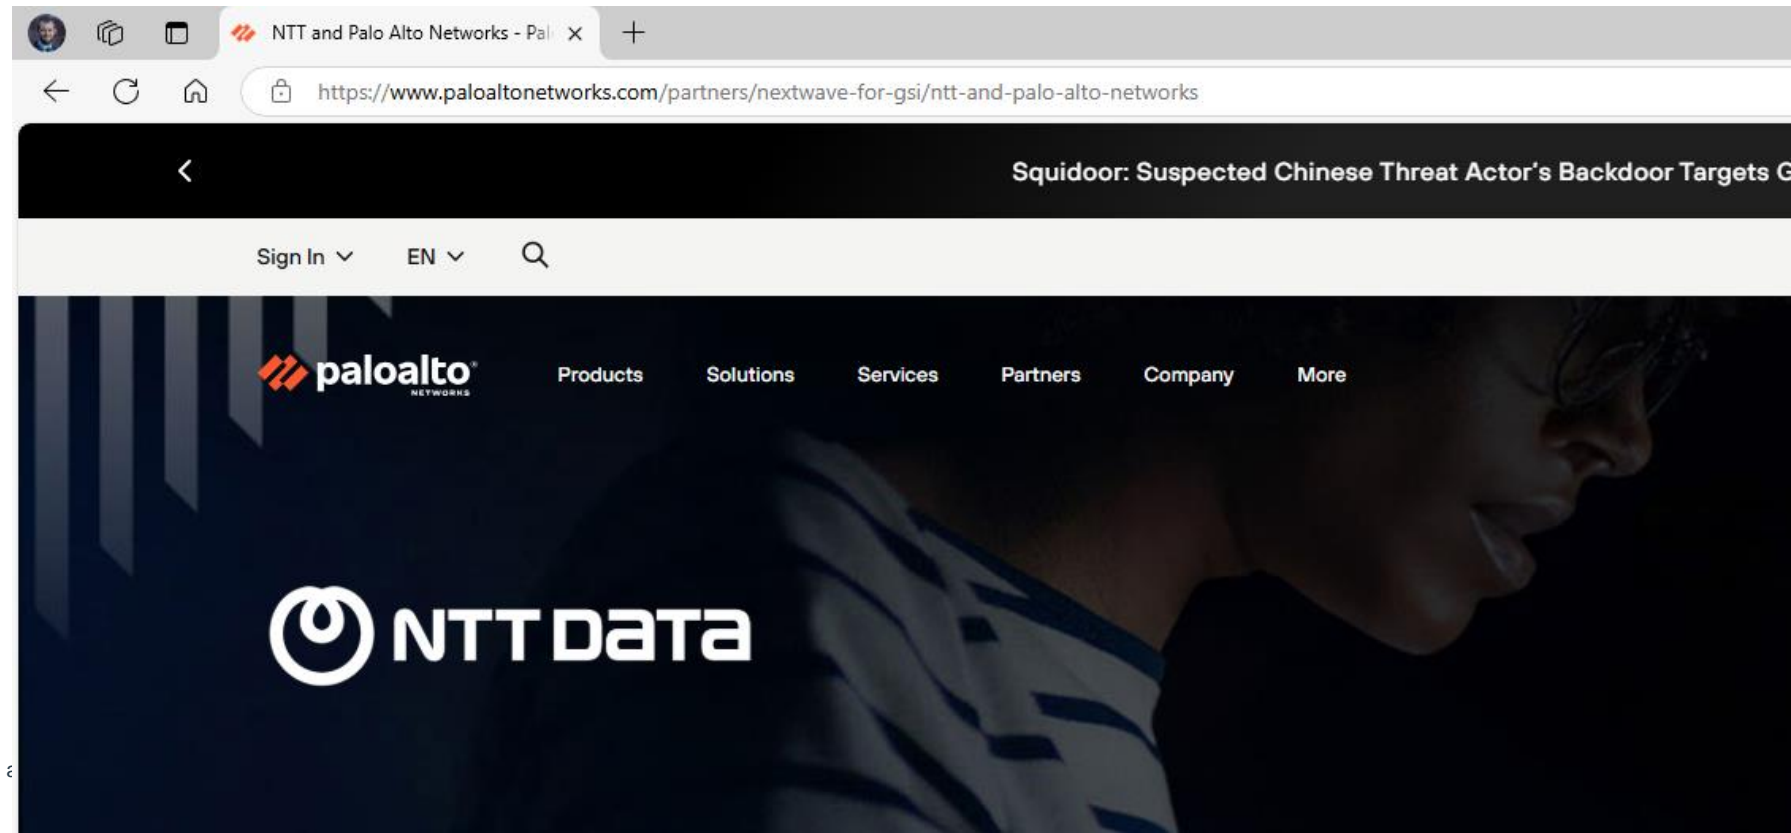 NTT and Palo Alto Networks - Pal
https://www.paloaltonetworks.com/partners/nextwave-for-gsi/ntt-and-palo-alto-networks
Squidoor: Suspected Chinese Threat Actor's Backdoor Targets G
Sign In EN
paloalto Products Solutions Services Partners Company More
NETWORKS
NTT DATA